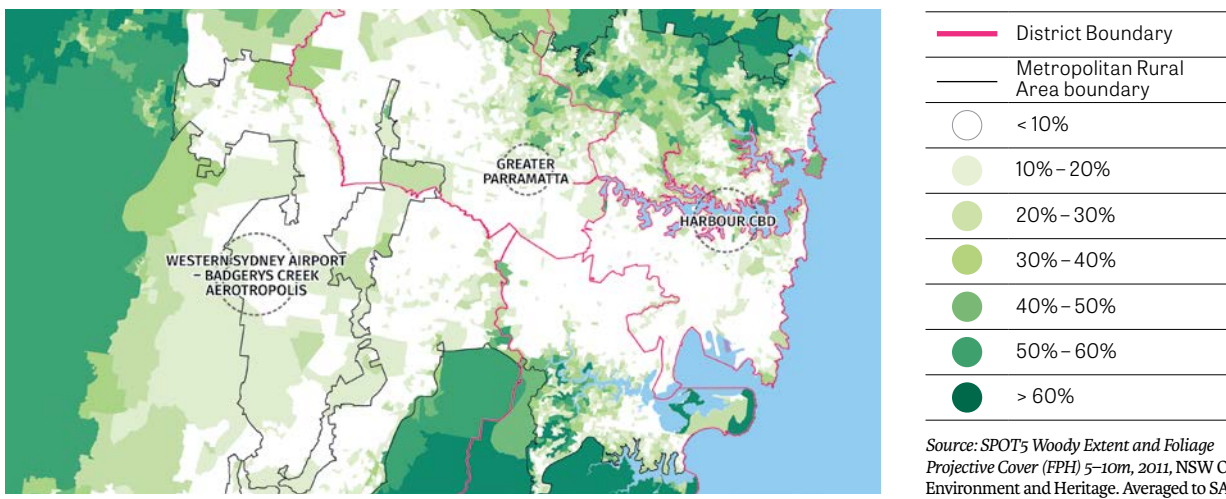 GREATER
PARRAMATTA
HARBOUR CBD
WESTERN SYDNEY AIRPORT
– BADGERYS CREEK
AEROTROPOLIS
District Boundary
Metropolitan Rural
Area boundary
< 10%
10% – 20%
20% – 30%
30% – 40%
40% – 50%
50% – 60%
> 60%
Source: SPOT5 Woody Extent and Foliage
Projective Cover (FPH) 5–10m, 2011, NSW
Environment and Heritage. Averaged to